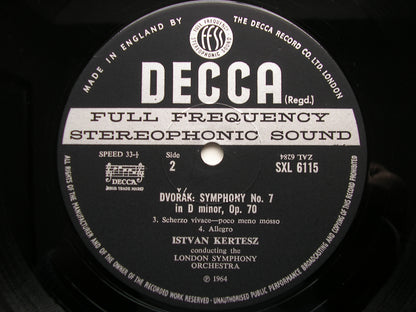 MADE IN ENGLAND BY
THE DECCA RECORD CO. LTD. LONDON
FULL FREQUENCY
ffss
STEREOPHONIC SOUND
DECCA
(Regd.)
FULL FREQUENCY
STEREOPHONIC SOUND
SPEED 33⅓
Side
2
ZAL 6284
SXL 6115
DECCA
DVOŘÁK: SYMPHONY No. 7
in D minor, Op. 70
3. Scherzo vivace—poco meno mosso
4. Allegro
ISTVAN KERTESZ
conducting the
LONDON SYMPHONY
ORCHESTRA
℗ 1964
ALL RIGHTS OF THE MANUFACTURER AND OF THE OWNER OF THE RECORDED WORK RESERVED · UNAUTHORISED PUBLIC PERFORMANCE BROADCASTING AND COPYING OF THIS RECORD PROHIBITED